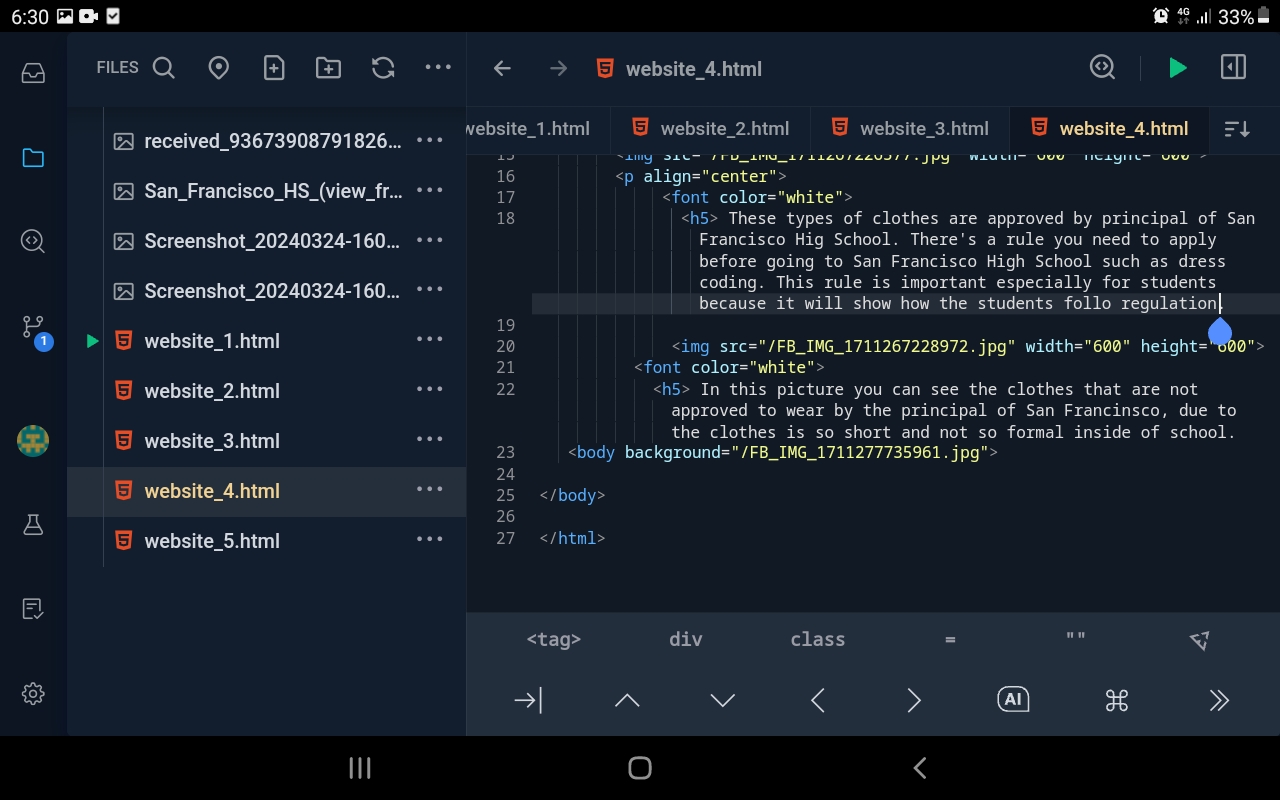 6:30 4G 33%
FILES
website_4.html
website_1.html website_2.html website_3.html website_4.html
received_93673908791826...
San_Francisco_HS_(view_fr...
Screenshot_20240324-160...
Screenshot_20240324-160...
website_1.html
website_2.html
website_3.html
website_4.html
website_5.html
1
15 <img src="/FB_IMG_1711267226377.jpg" width="600" height="600">
16 <p align="center">
17 <font color="white">
18 <h5> These types of clothes are approved by principal of San
Francisco Hig School. There's a rule you need to apply
before going to San Francisco High School such as dress
coding. This rule is important especially for students
because it will show how the students follo regulation.
19
20 <img src="/FB_IMG_1711267228972.jpg" width="600" height="600">
21 <font color="white">
22 <h5> In this picture you can see the clothes that are not
approved to wear by the principal of San Francinsco, due to
the clothes is so short and not so formal inside of school.
23 <body background="/FB_IMG_1711277735961.jpg">
24
25 </body>
26
27 </html>
<tag> div class = ""
AI